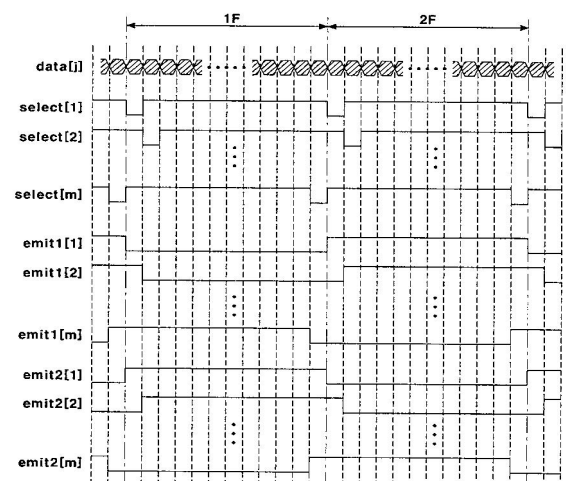 1F 2F
data[j]
select[1]
select[2]
select[m]
emit1[1]
emit1[2]
emit1[m]
emit2[1]
emit2[2]
emit2[m]